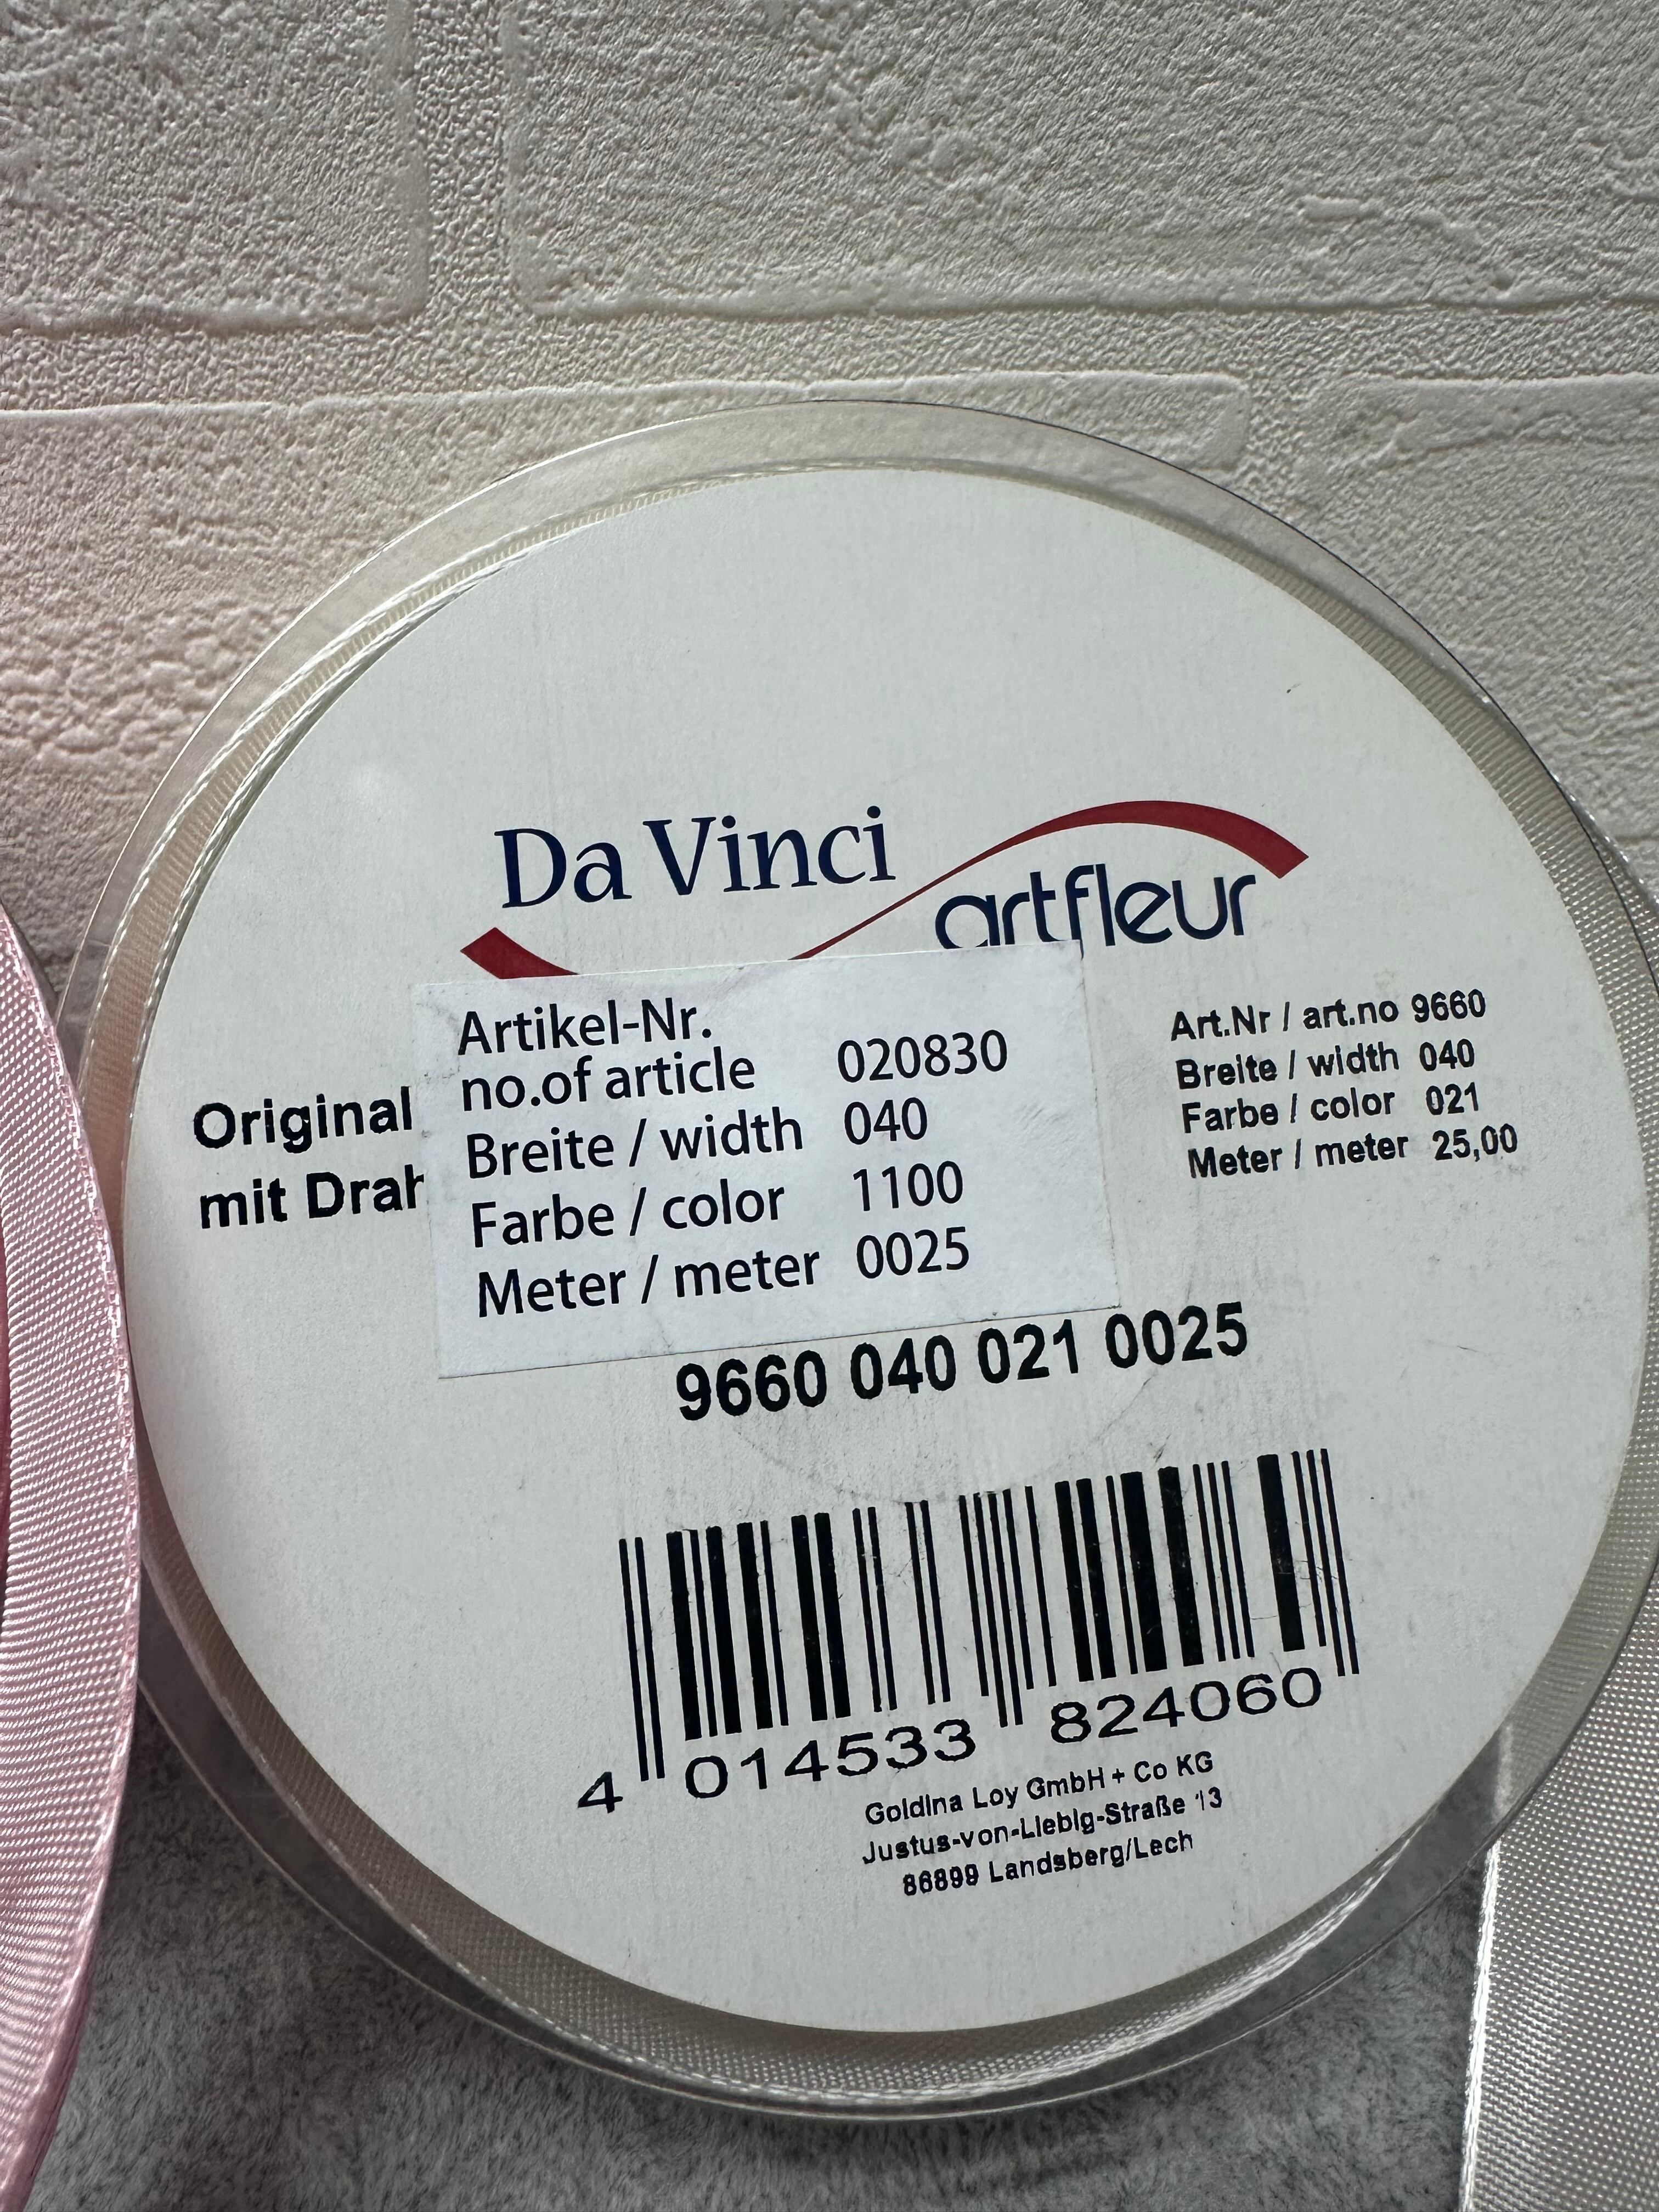 Da Vinci
artfleur
Original
mit
Artikel-Nr.
no.of article 020830
Breite / width 040
Farbe / color 1100
Meter / meter 0025
Art.Nr / art.no 9660
Breite / width 040
Farbe / color 021
Meter / meter 25,00
9660 040 021 0025
4 014533 824060
Goldina Loy GmbH + Co KG
Justus-von-Liebig-Straße 13
86899 Landsberg/Lech